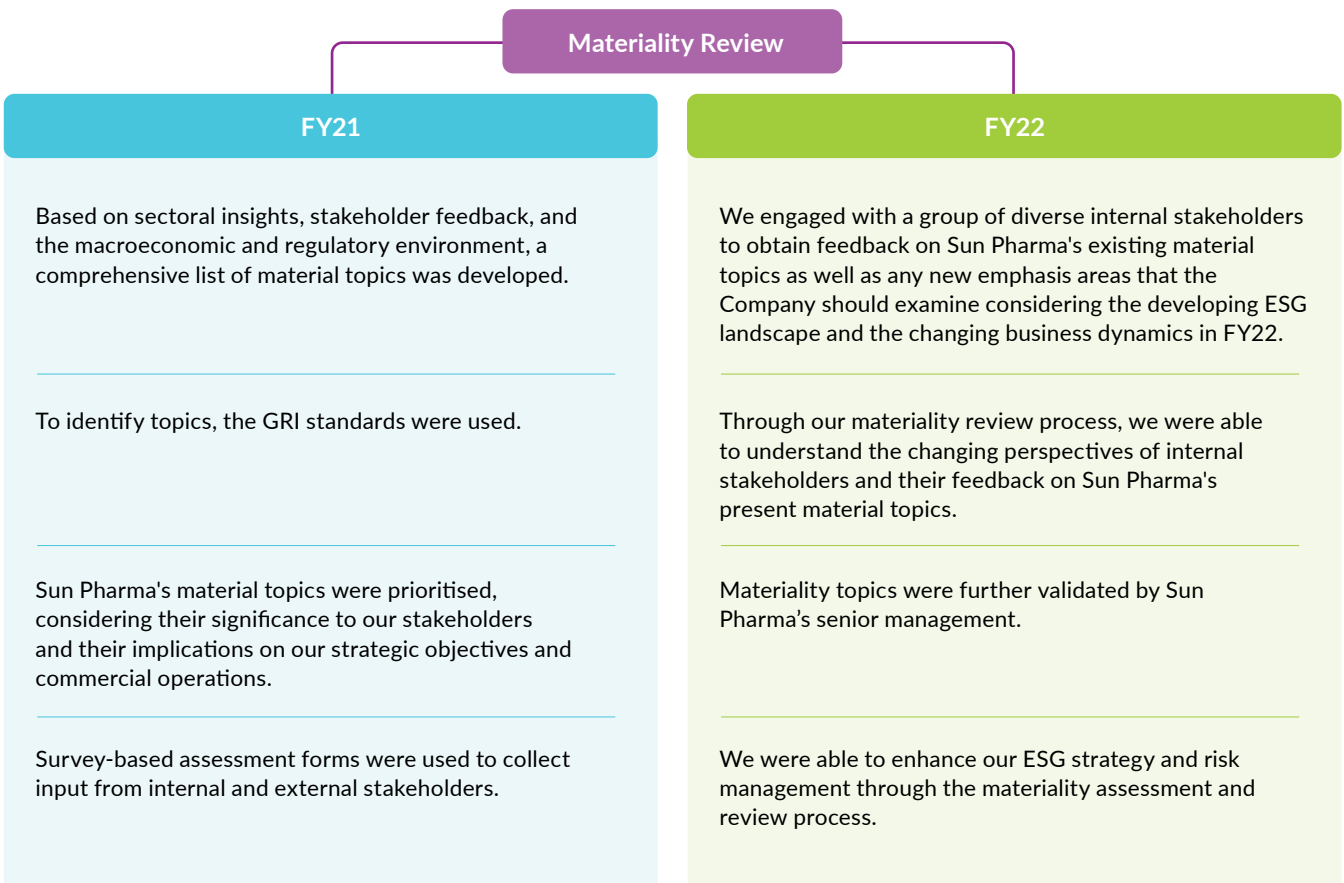 Materiality Review
FY21
Based on sectoral insights, stakeholder feedback, and
the macroeconomic and regulatory environment, a
comprehensive list of material topics was developed.
To identify topics, the GRI standards were used.
Sun Pharma's material topics were prioritised,
considering their significance to our stakeholders
and their implications on our strategic objectives and
commercial operations.
Survey-based assessment forms were used to collect
input from internal and external stakeholders.
FY22
We engaged with a group of diverse internal stakeholders
to obtain feedback on Sun Pharma's existing material
topics as well as any new emphasis areas that the
Company should examine considering the developing ESG
landscape and the changing business dynamics in FY22.
Through our materiality review process, we were able
to understand the changing perspectives of internal
stakeholders and their feedback on Sun Pharma's
present material topics.
Materiality topics were further validated by Sun
Pharma’s senior management.
We were able to enhance our ESG strategy and risk
management through the materiality assessment and
review process.